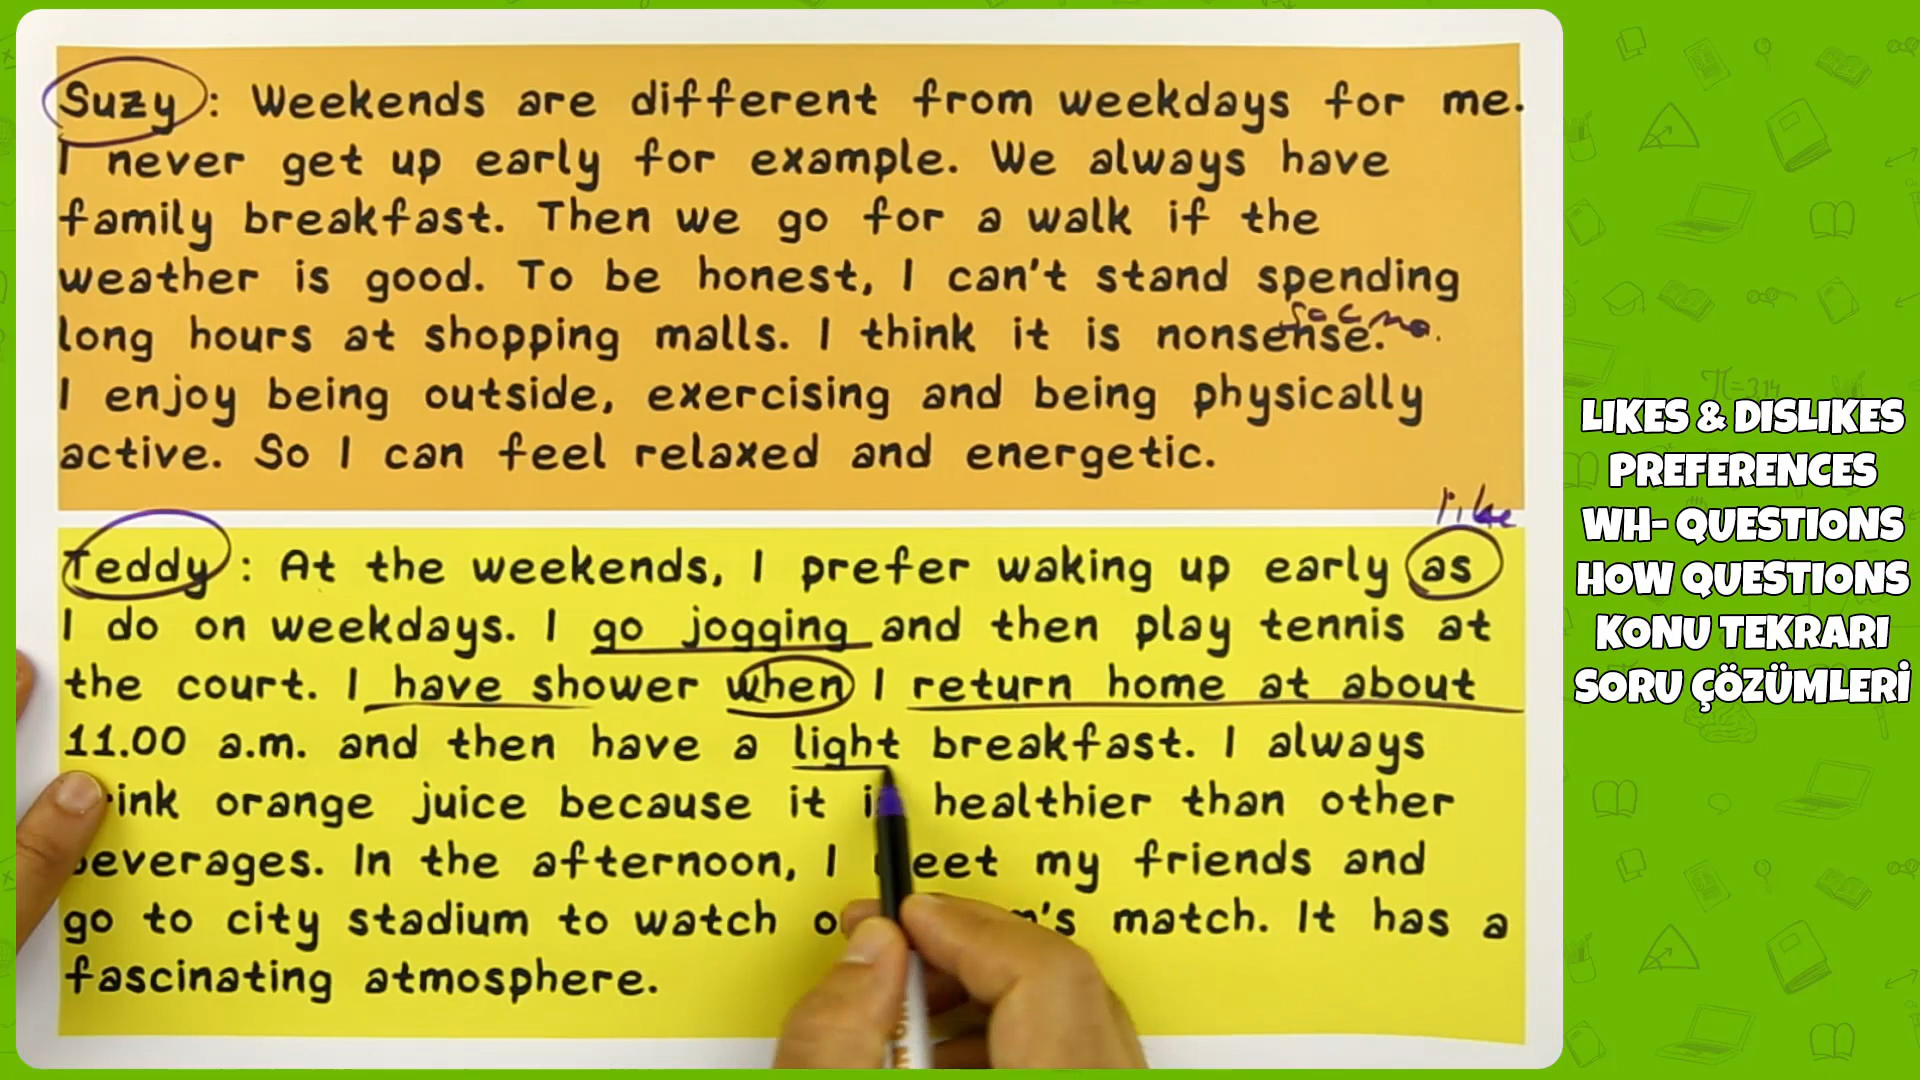 Suzy : Weekends are different from weekdays for me.
I never get up early for example. We always have
family breakfast. Then we go for a walk if the
weather is good. To be honest, I can't stand spending
long hours at shopping malls. I think it is nonsense.
I enjoy being outside, exercising and being physically
active. So I can feel relaxed and energetic.
like
Teddy : At the weekends, I prefer waking up early as
I do on weekdays. I go jogging and then play tennis at
the court. I have shower when I return home at about
11.00 a.m. and then have a light breakfast. I always
orange juice because it healthier than other
beverages. In the afternoon, I my friends and
go to city stadium to watch match. It has a
fascinating atmosphere.
LIKES & DISLIKES
PREFERENCES
WH- QUESTIONS
HOW QUESTIONS
KONU TEKRARI
SORU ÇÖZÜMLERİ